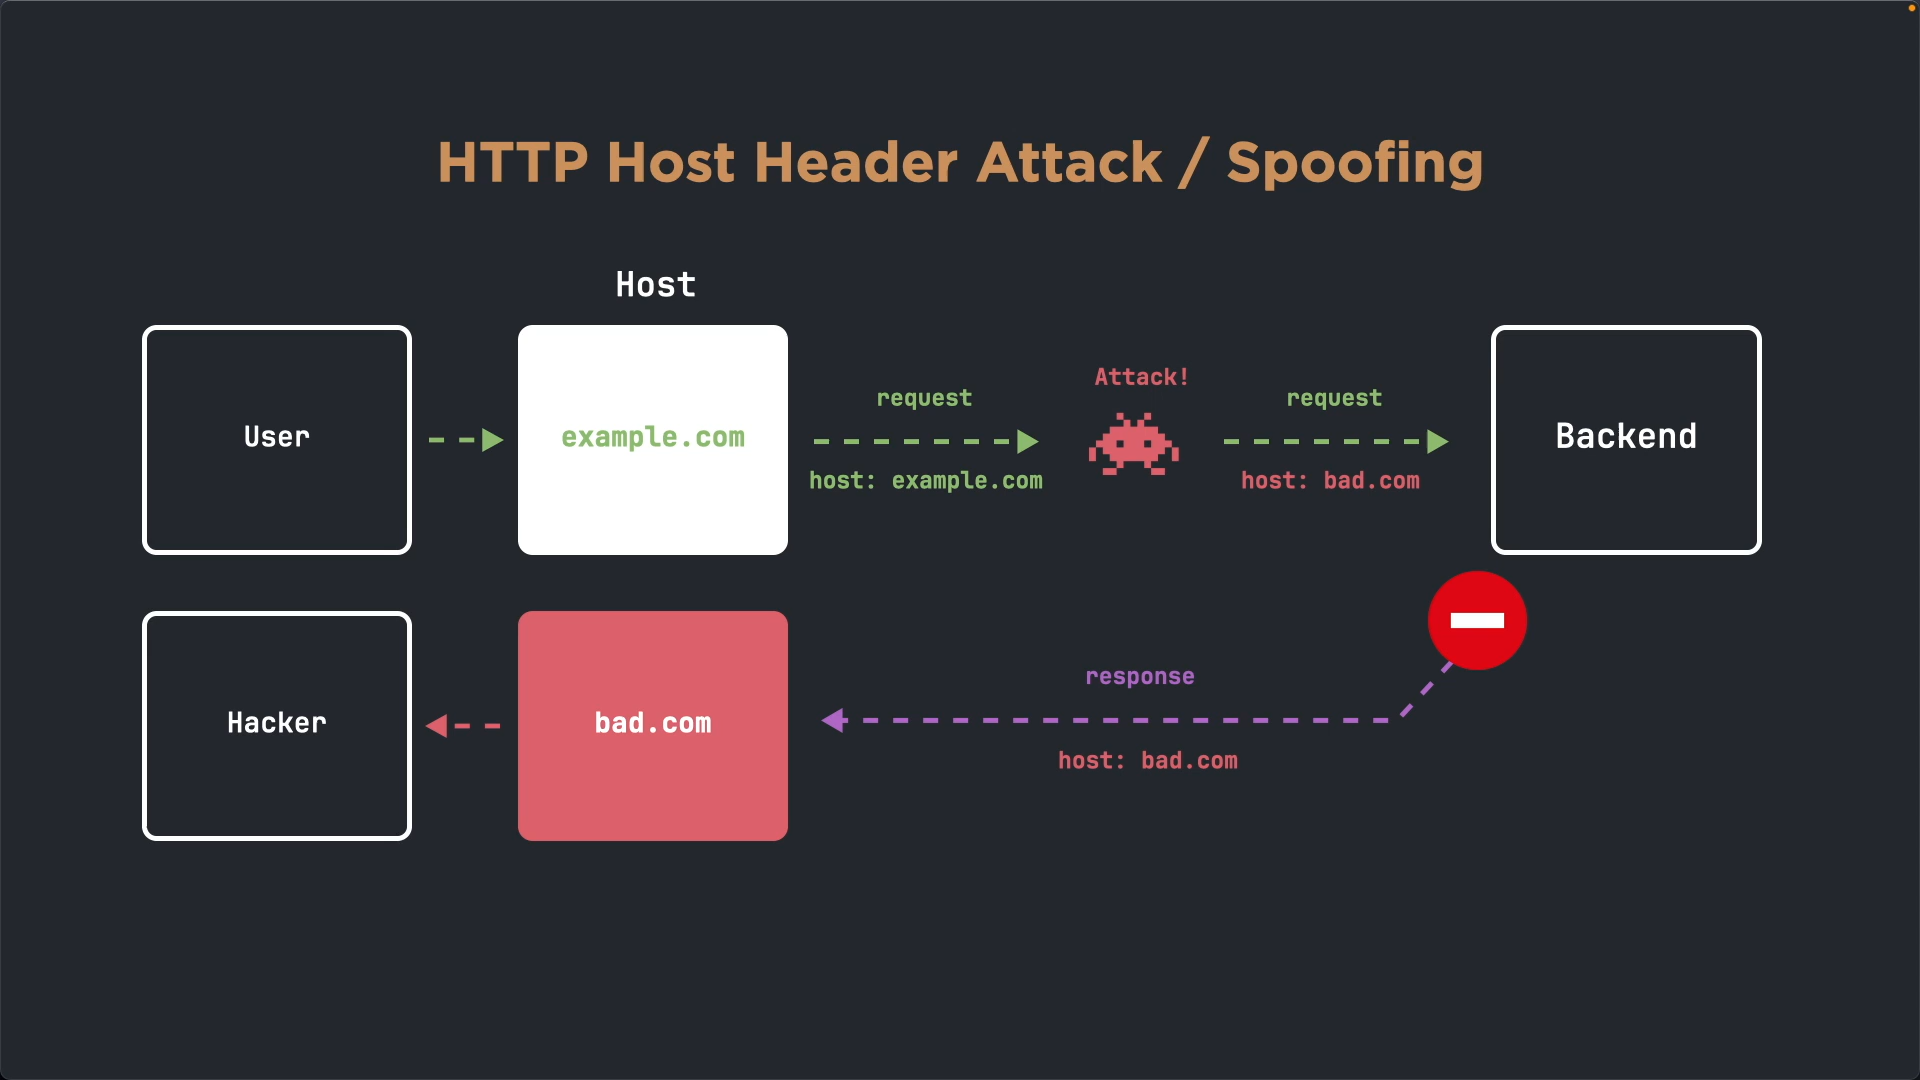 HTTP Host Header Attack / Spoofing
Host
User
example.com
request
host: example.com
Attack!
request
host: bad.com
Backend
Hacker
bad.com
response
host: bad.com